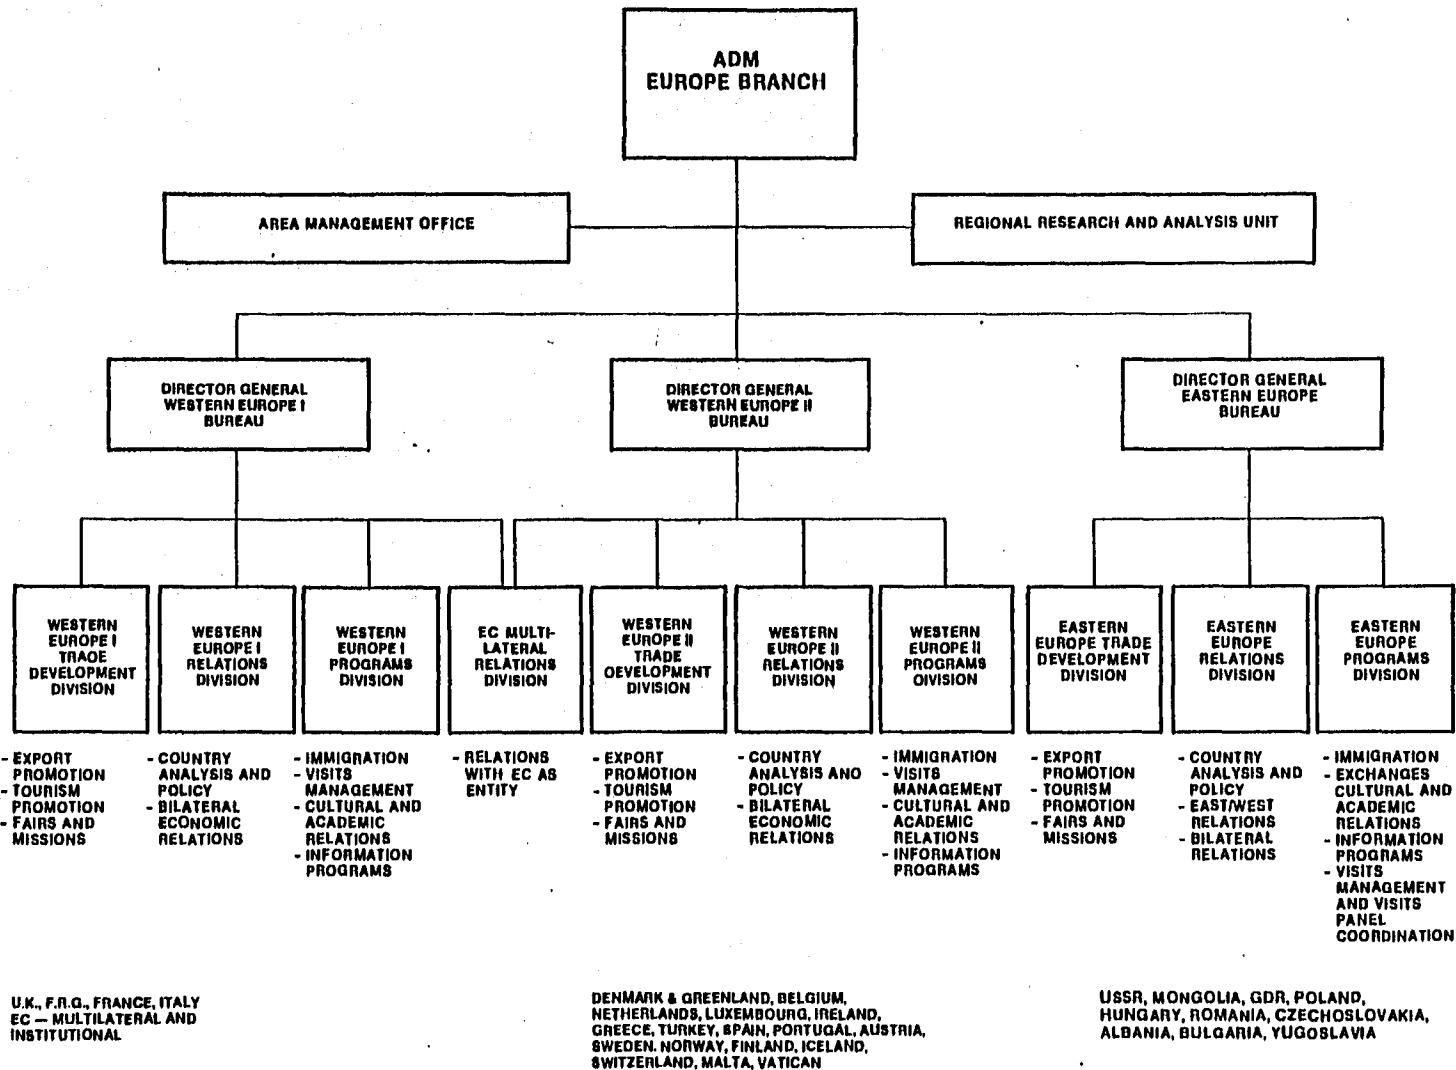 ADM
EUROPE BRANCH
AREA MANAGEMENT OFFICE
REGIONAL RESEARCH AND ANALYSIS UNIT
DIRECTOR GENERAL
WESTERN EUROPE I
BUREAU
DIRECTOR GENERAL
WESTERN EUROPE II
BUREAU
DIRECTOR GENERAL
EASTERN EUROPE
BUREAU
WESTERN
EUROPE I
TRADE
DEVELOPMENT
DIVISION
WESTERN
EUROPE I
RELATIONS
DIVISION
WESTERN
EUROPE I
PROGRAMS
DIVISION
EC MULTI-
LATERAL
RELATIONS
DIVISION
WESTERN
EUROPE II
TRADE
DEVELOPMENT
DIVISION
WESTERN
EUROPE II
RELATIONS
DIVISION
WESTERN
EUROPE II
PROGRAMS
DIVISION
EASTERN
EUROPE TRADE
DEVELOPMENT
DIVISION
EASTERN
EUROPE
RELATIONS
DIVISION
EASTERN
EUROPE
PROGRAMS
DIVISION
- EXPORT
PROMOTION
- TOURISM
PROMOTION
- FAIRS AND
MISSIONS
- COUNTRY
ANALYSIS AND
POLICY
- BILATERAL
ECONOMIC
RELATIONS
- IMMIGRATION
- VISITS
MANAGEMENT
- CULTURAL AND
ACADEMIC
RELATIONS
- INFORMATION
PROGRAMS
- RELATIONS
WITH EC AS
ENTITY
- EXPORT
PROMOTION
- TOURISM
PROMOTION
- FAIRS AND
MISSIONS
- COUNTRY
ANALYSIS AND
POLICY
- BILATERAL
ECONOMIC
RELATIONS
- IMMIGRATION
- VISITS
MANAGEMENT
- CULTURAL AND
ACADEMIC
RELATIONS
- INFORMATION
PROGRAMS
- EXPORT
PROMOTION
- TOURISM
PROMOTION
- FAIRS AND
MISSIONS
- COUNTRY
ANALYSIS AND
POLICY
- EAST/WEST
RELATIONS
- BILATERAL
RELATIONS
- IMMIGRATION
- EXCHANGES
CULTURAL AND
ACADEMIC
RELATIONS
- INFORMATION
PROGRAMS
- VISITS
MANAGEMENT
AND VISITS
PANEL
COORDINATION
U.K., F.R.G., FRANCE, ITALY
EC — MULTILATERAL AND
INSTITUTIONAL
DENMARK & GREENLAND, BELGIUM,
NETHERLANDS, LUXEMBOURG, IRELAND,
GREECE, TURKEY, SPAIN, PORTUGAL, AUSTRIA,
SWEDEN. NORWAY, FINLAND, ICELAND,
SWITZERLAND, MALTA, VATICAN
USSR, MONGOLIA, GDR, POLAND,
HUNGARY, ROMANIA, CZECHOSLOVAKIA,
ALBANIA, BULGARIA, YUGOSLAVIA